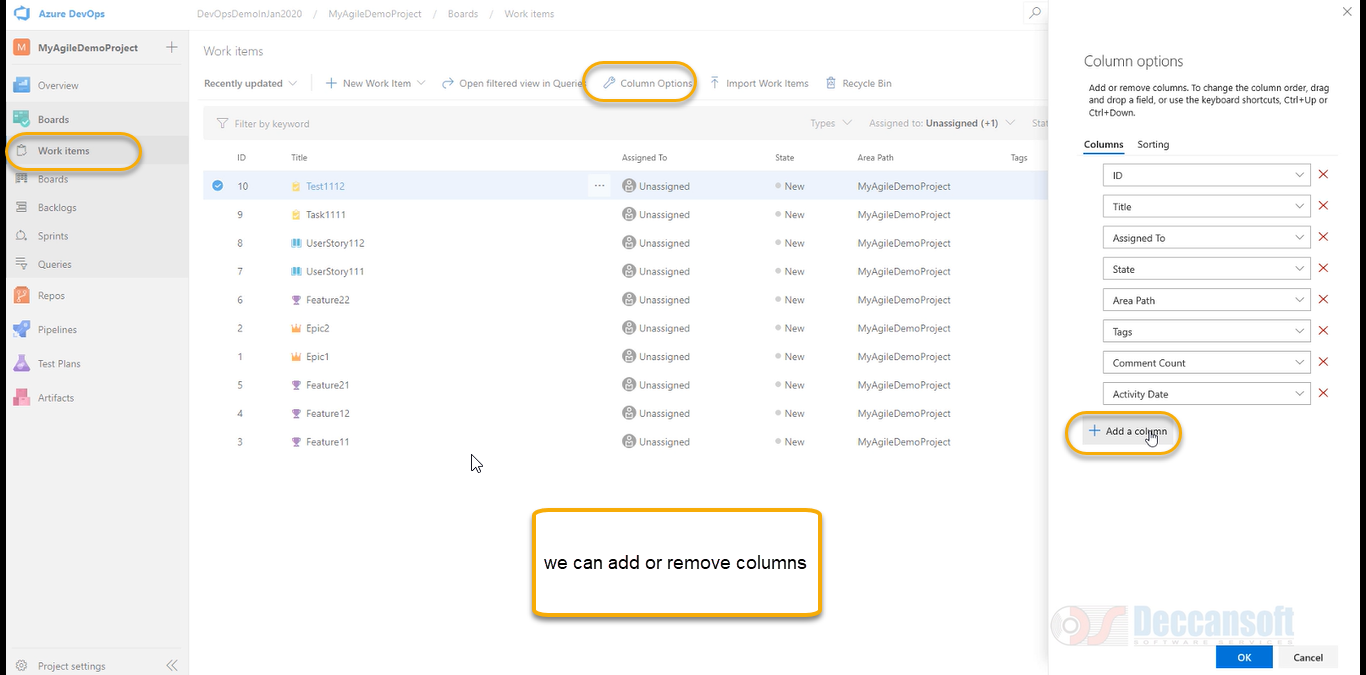 Azure DevOps
DevOpsDemoInJan2020 / MyAgileDemoProject / Boards / Work items
M MyAgileDemoProject
Overview
Boards
Work items
Boards
Backlogs
Sprints
Queries
Repos
Pipelines
Test Plans
Artifacts
Project settings
Work items
Recently updated
New Work Item
Open filtered view in Querie
Column Options
Import Work Items
Recycle Bin
Filter by keyword
Types
Assigned to: Unassigned (+1)
Stat
ID Title Assigned To State Area Path Tags
10 Test1112 ... Unassigned New MyAgileDemoProject
9 Task1111 Unassigned New MyAgileDemoProject
8 UserStory112 Unassigned New MyAgileDemoProject
7 UserStory111 Unassigned New MyAgileDemoProject
6 Feature22 Unassigned New MyAgileDemoProject
2 Epic2 Unassigned New MyAgileDemoProject
1 Epic1 Unassigned New MyAgileDemoProject
5 Feature21 Unassigned New MyAgileDemoProject
4 Feature12 Unassigned New MyAgileDemoProject
3 Feature11 Unassigned New MyAgileDemoProject
we can add or remove columns
Column options
Add or remove columns. To change the column order, drag
and drop a field, or use the keyboard shortcuts, Ctrl+Up or
Ctrl+Down.
Columns Sorting
ID
Title
Assigned To
State
Area Path
Tags
Comment Count
Activity Date
Add a column
Deccansoft
SOFTWARE SERVICES
OK Cancel